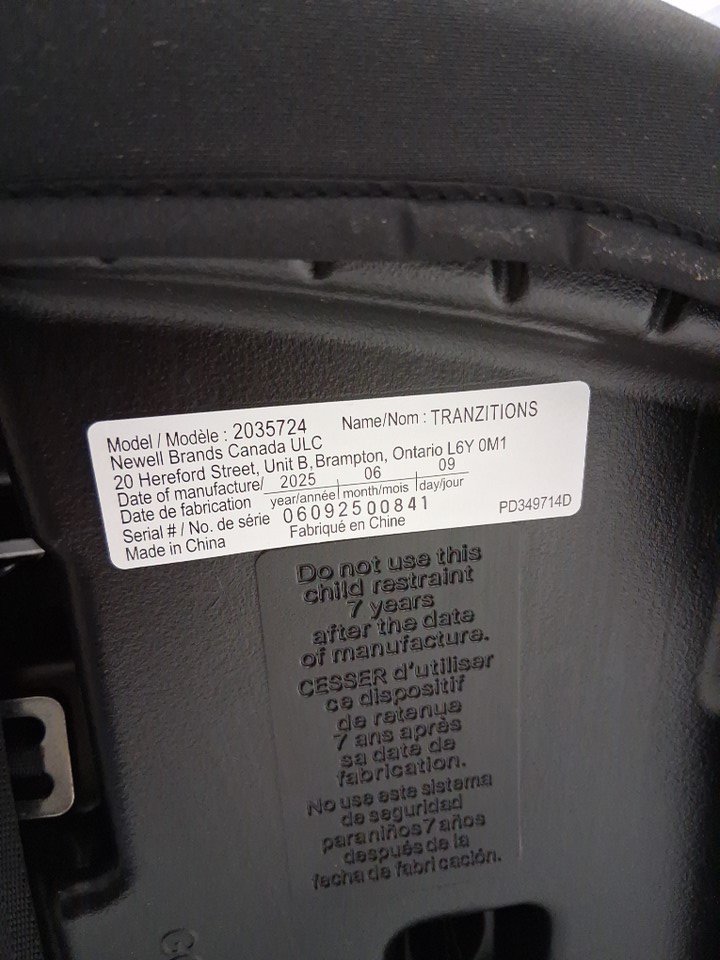 Model / Modèle : 2035724 Name/Nom : TRANZITIONS
Newell Brands Canada ULC
20 Hereford Street, Unit B, Brampton, Ontario L6Y 0M1
Date of manufacture/ 2025 06 09
Date de fabrication year/année month/mois day/jour
Serial # / No. de série 06092500841
Made in China Fabriqué en Chine PD349714D
Do not use this
child restraint
7 years
after the date
of manufacture.
CESSER d'utiliser
ce dispositif
de retenue
7 ans après
sa date de
fabrication.
No use este sistema
de seguridad
para niños 7 años
después de la
fecha de fabricación.